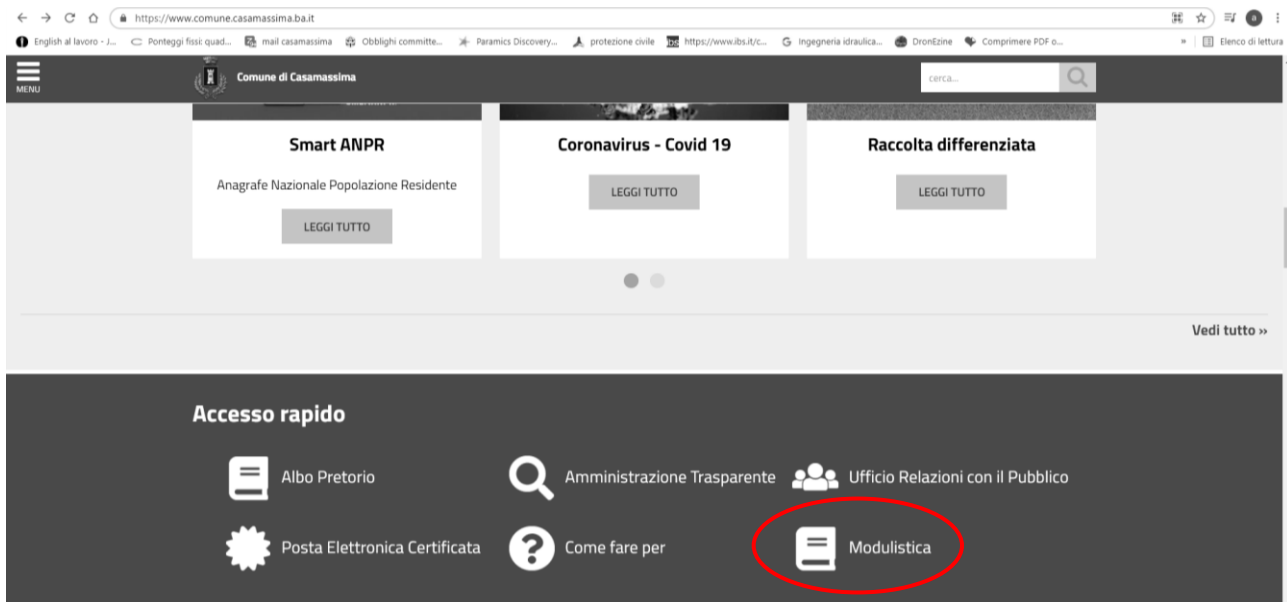 https://www.comune.casamassima.ba.it
English al lavoro - J... Ponteggi fissi: quad... mail casamassima Obblighi committe... Paramics Discovery... protezione civile https://www.ibs.it/c... Ingegneria idraulica... DronEzine Comprimere PDF o... » Elenco di lettura
MENU Comune di Casamassima cerca...
Smart ANPR Coronavirus - Covid 19 Raccolta differenziata
Anagrafe Nazionale Popolazione Residente LEGGI TUTTO LEGGI TUTTO
LEGGI TUTTO
Vedi tutto »
Accesso rapido
Albo Pretorio Amministrazione Trasparente Ufficio Relazioni con il Pubblico
Posta Elettronica Certificata Come fare per Modulistica